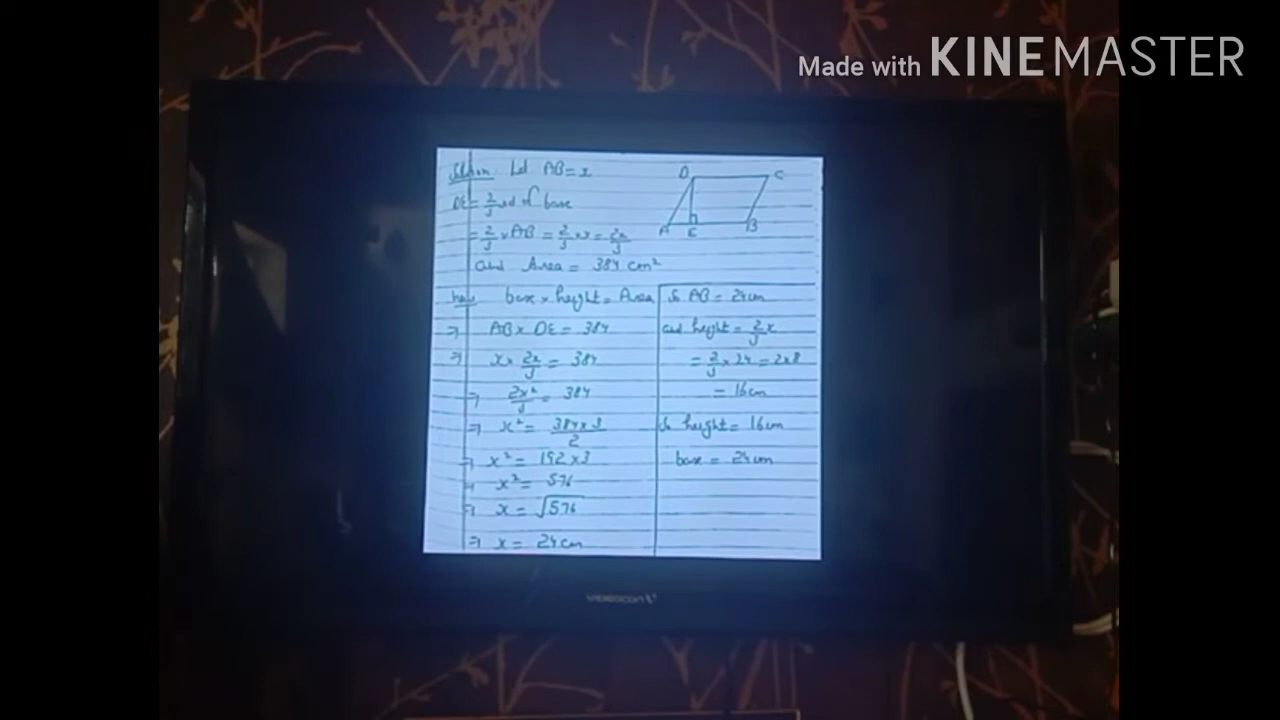 Made with KINEMASTER
Solution Let AB = x
DE = 2/3 rd of base
= 2/3 × AB = 2/3 × x = 2x/3
and Area = 384 cm²
Now base × height = Area
⇒ AB × DE = 384
⇒ x × 2x/3 = 384
⇒ 2x²/3 = 384
⇒ x² = 384 × 3/2
⇒ x² = 192 × 3
⇒ x² = 576
⇒ x = √576
⇒ x = 24 cm
D C
A E B
So AB = 24 cm
and height = 2/3 x
= 2/3 × 24 = 2×8
= 16 cm
So height = 16 cm
base = 24 cm
VIDEOCON